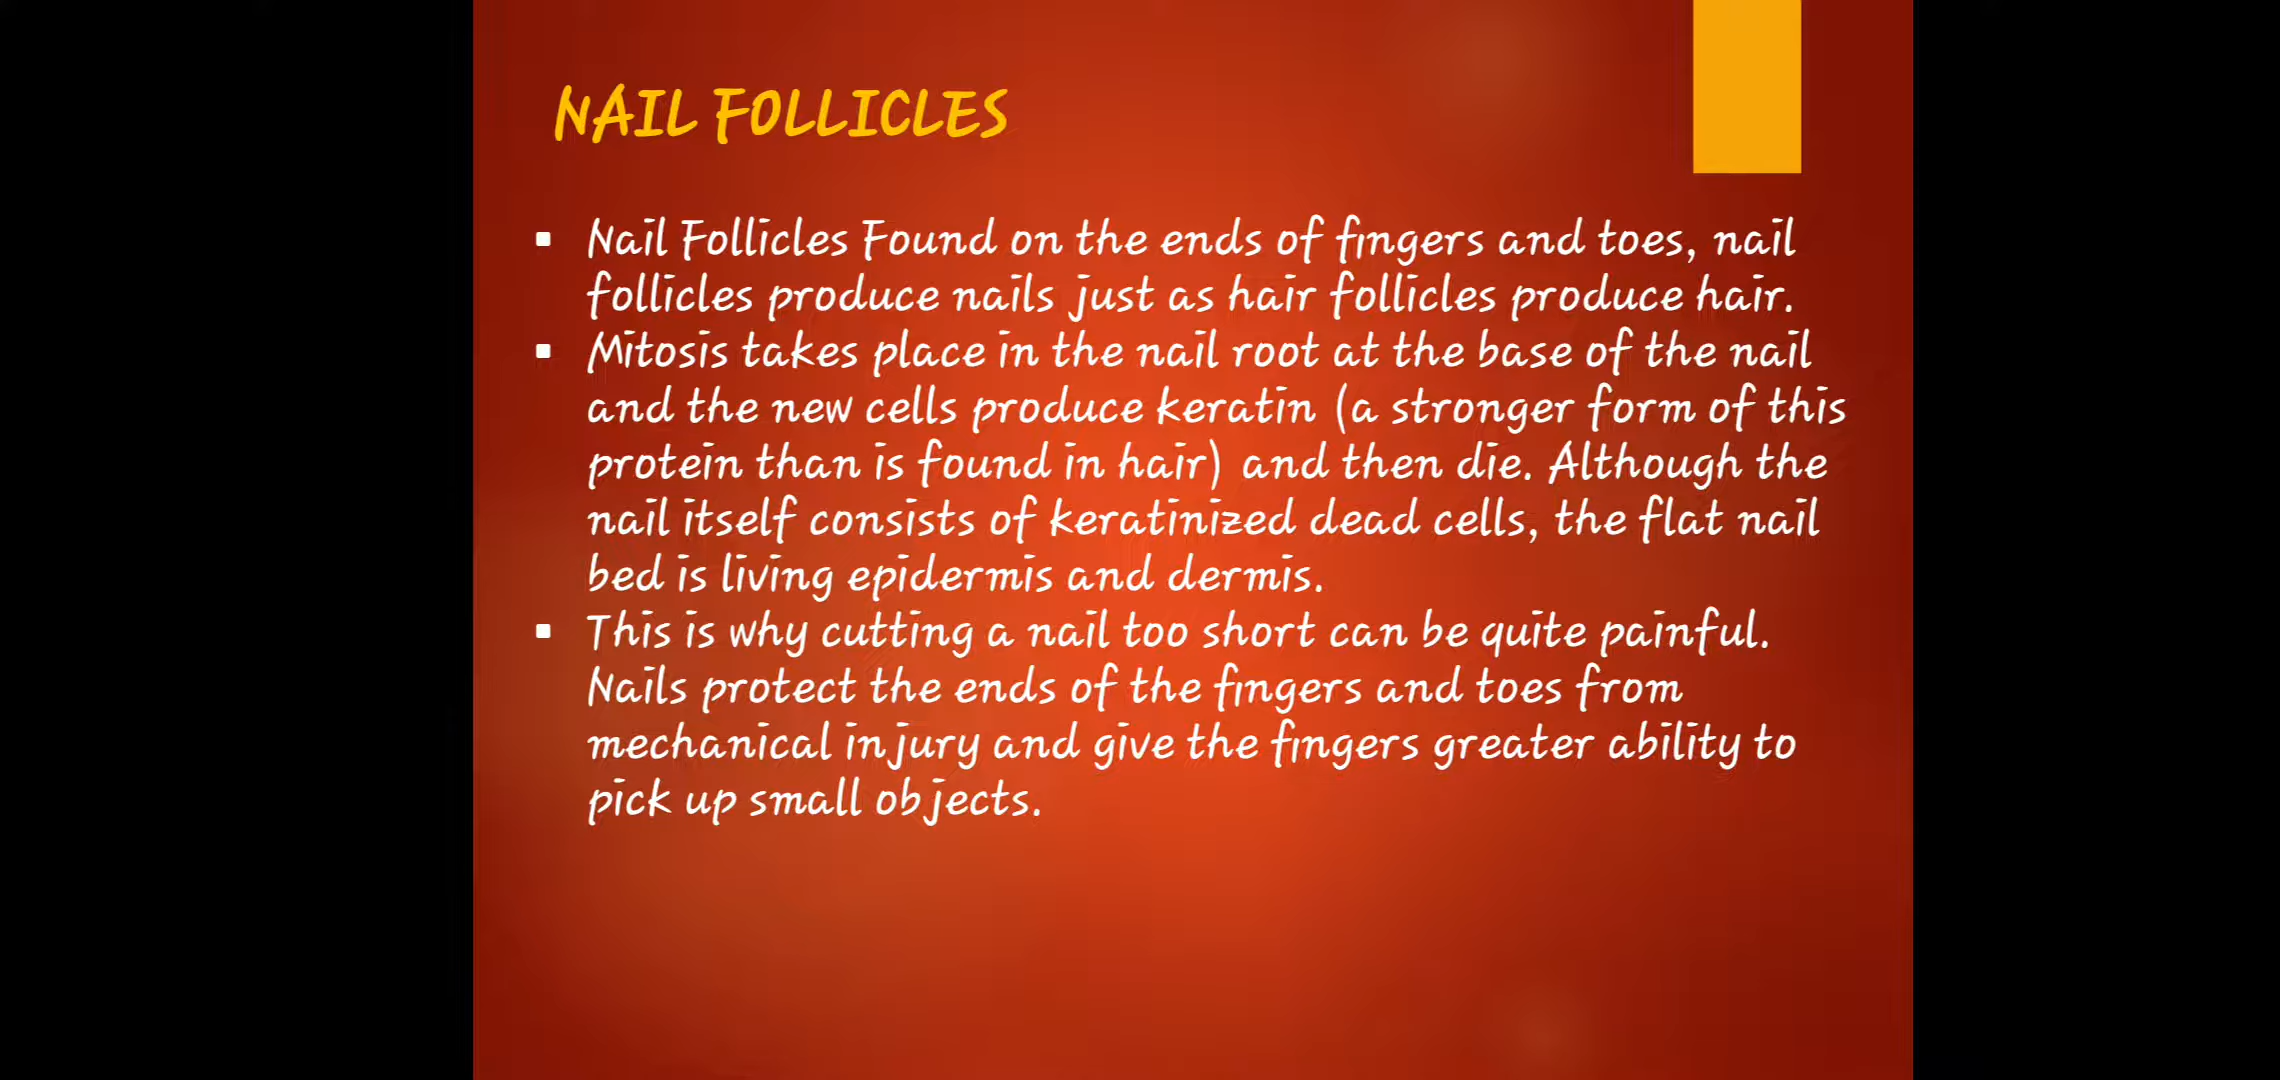 NAIL FOLLICLES
▪ Nail Follicles Found on the ends of fingers and toes, nail
follicles produce nails just as hair follicles produce hair.
▪ Mitosis takes place in the nail root at the base of the nail
and the new cells produce keratin (a stronger form of this
protein than is found in hair) and then die. Although the
nail itself consists of keratinized dead cells, the flat nail
bed is living epidermis and dermis.
▪ This is why cutting a nail too short can be quite painful.
Nails protect the ends of the fingers and toes from
mechanical injury and give the fingers greater ability to
pick up small objects.